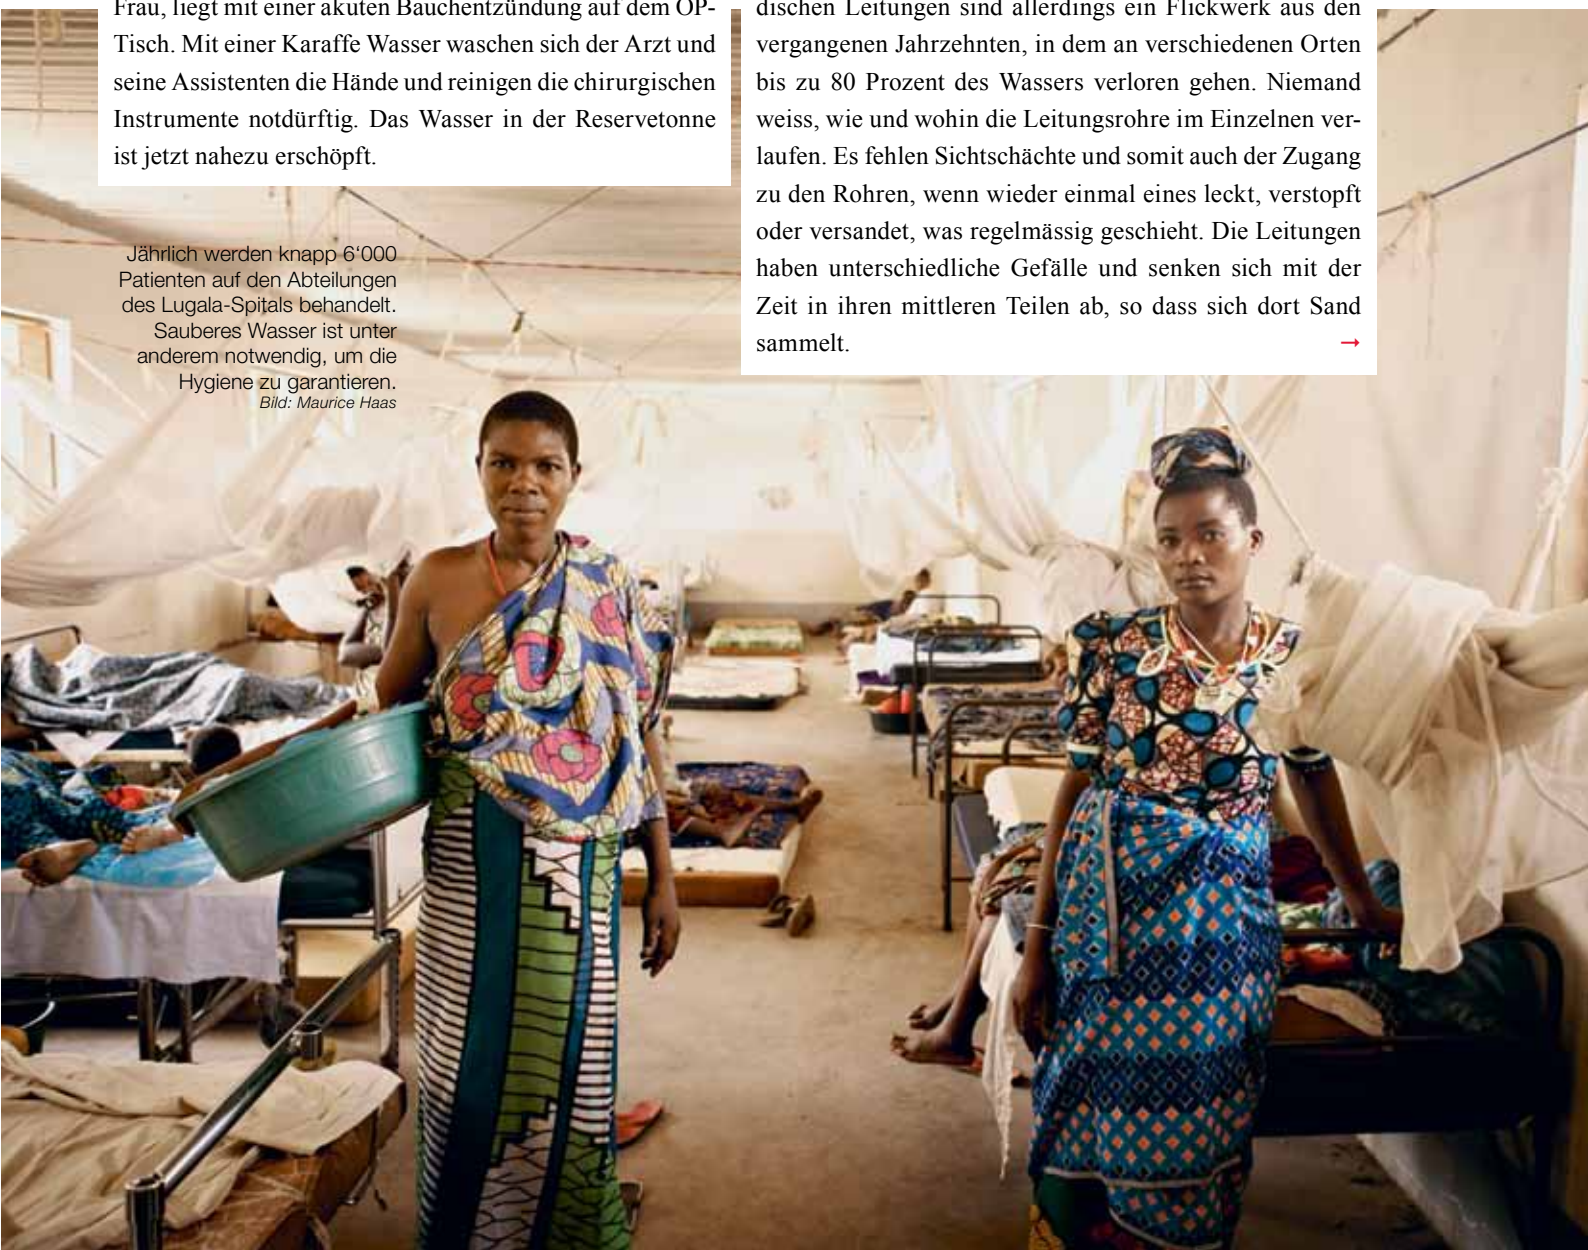 Frau, liegt mit einer akuten Bauchentzündung auf dem OP-
Tisch. Mit einer Karaffe Wasser waschen sich der Arzt und
seine Assistenten die Hände und reinigen die chirurgischen
Instrumente notdürftig. Das Wasser in der Reservetonne
ist jetzt nahezu erschöpft.
Jährlich werden knapp 6‘000
Patienten auf den Abteilungen
des Lugala-Spitals behandelt.
Sauberes Wasser ist unter
anderem notwendig, um die
Hygiene zu garantieren.
Bild: Maurice Haas
dischen Leitungen sind allerdings ein Flickwerk aus den
vergangenen Jahrzehnten, in dem an verschiedenen Orten
bis zu 80 Prozent des Wassers verloren gehen. Niemand
weiss, wie und wohin die Leitungsrohre im Einzelnen ver-
laufen. Es fehlen Sichtschächte und somit auch der Zugang
zu den Rohren, wenn wieder einmal eines leckt, verstopft
oder versandet, was regelmässig geschieht. Die Leitungen
haben unterschiedliche Gefälle und senken sich mit der
Zeit in ihren mittleren Teilen ab, so dass sich dort Sand
sammelt. →